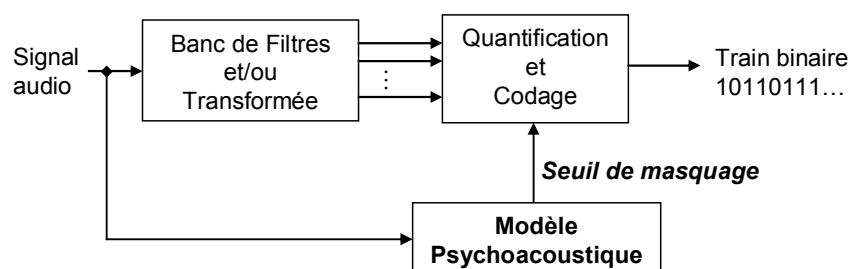 Signal
audio
Banc de Filtres
et/ou
Transformée
Quantification
et
Codage
Train binaire
10110111…
Seuil de masquage
Modèle
Psychoacoustique